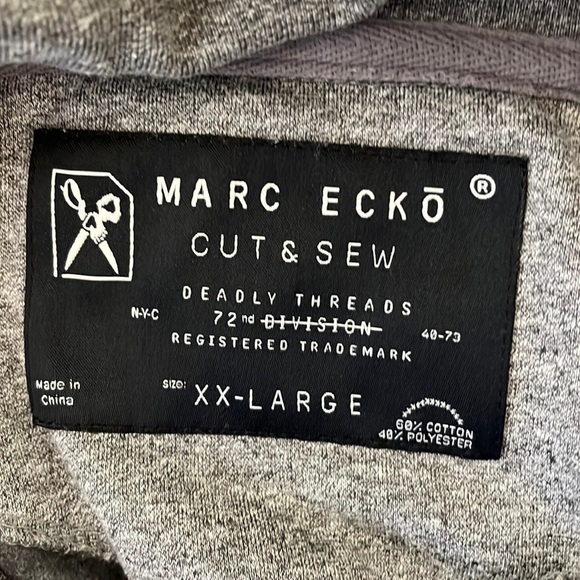 MARC ECKŌ ®
CUT & SEW
DEADLY THREADS
N-Y-C 72nd DIVISION 40-73
REGISTERED TRADEMARK
Made in China
SIZE: XX-LARGE
60% COTTON
40% POLYESTER